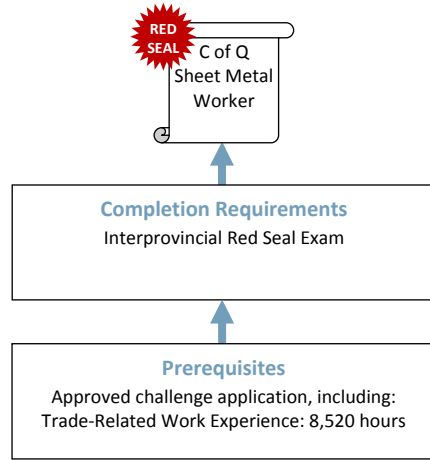 RED
SEAL
C of Q
Sheet Metal
Worker
Completion Requirements
Interprovincial Red Seal Exam
Prerequisites
Approved challenge application, including:
Trade-Related Work Experience: 8,520 hours